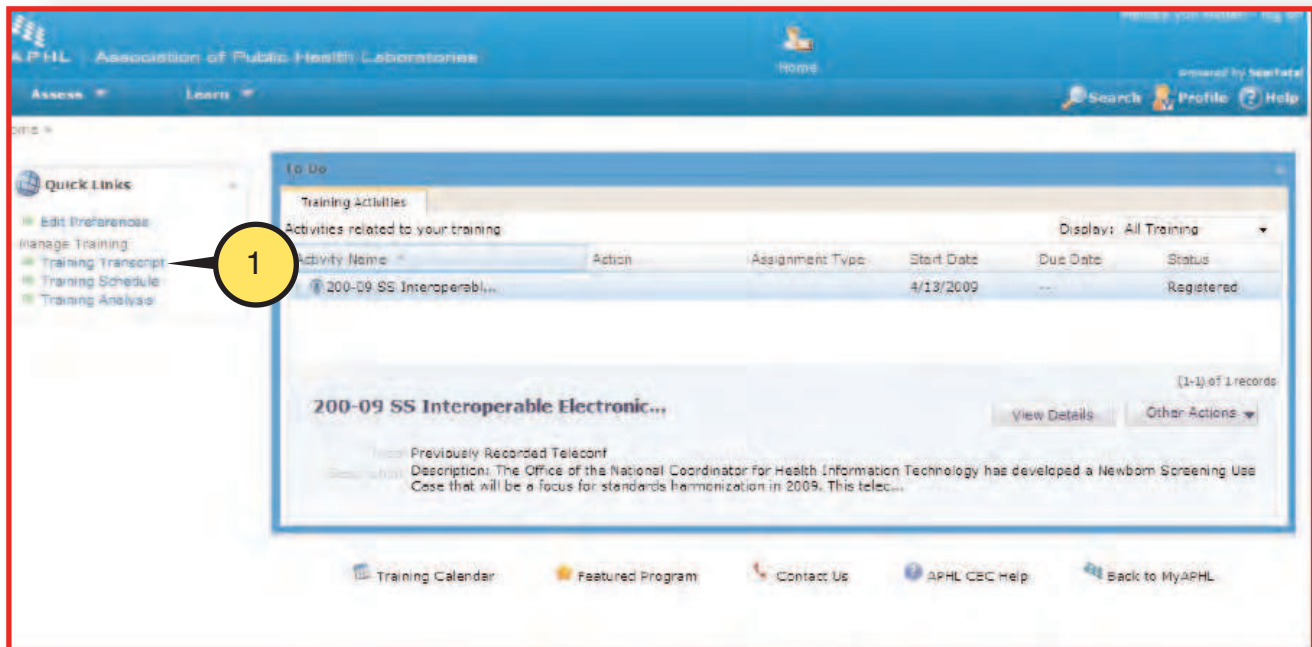 APHL Association of Public Health Laboratories
Home
powered by
Assess Learn
Search Profile Help
Quick Links
Edit Preferences
Manage Training
Training Transcript
Training Schedule
Training Analysis
1
To Do
Training Activities
Activities related to your training
Display: All Training
Activity Name Action Assignment Type Start Date Due Date Status
200-09 SS Interoperabl... 4/13/2009 -- Registered
(1-1) of 1 records
200-09 SS Interoperable Electronic...
View Details Other Actions
Previously Recorded Teleconf
Description: The Office of the National Coordinator for Health Information Technology has developed a Newborn Screening Use
Case that will be a focus for standards harmonization in 2009. This telec...
Training Calendar Featured Program Contact Us APHL CEC Help Back to MyAPHL